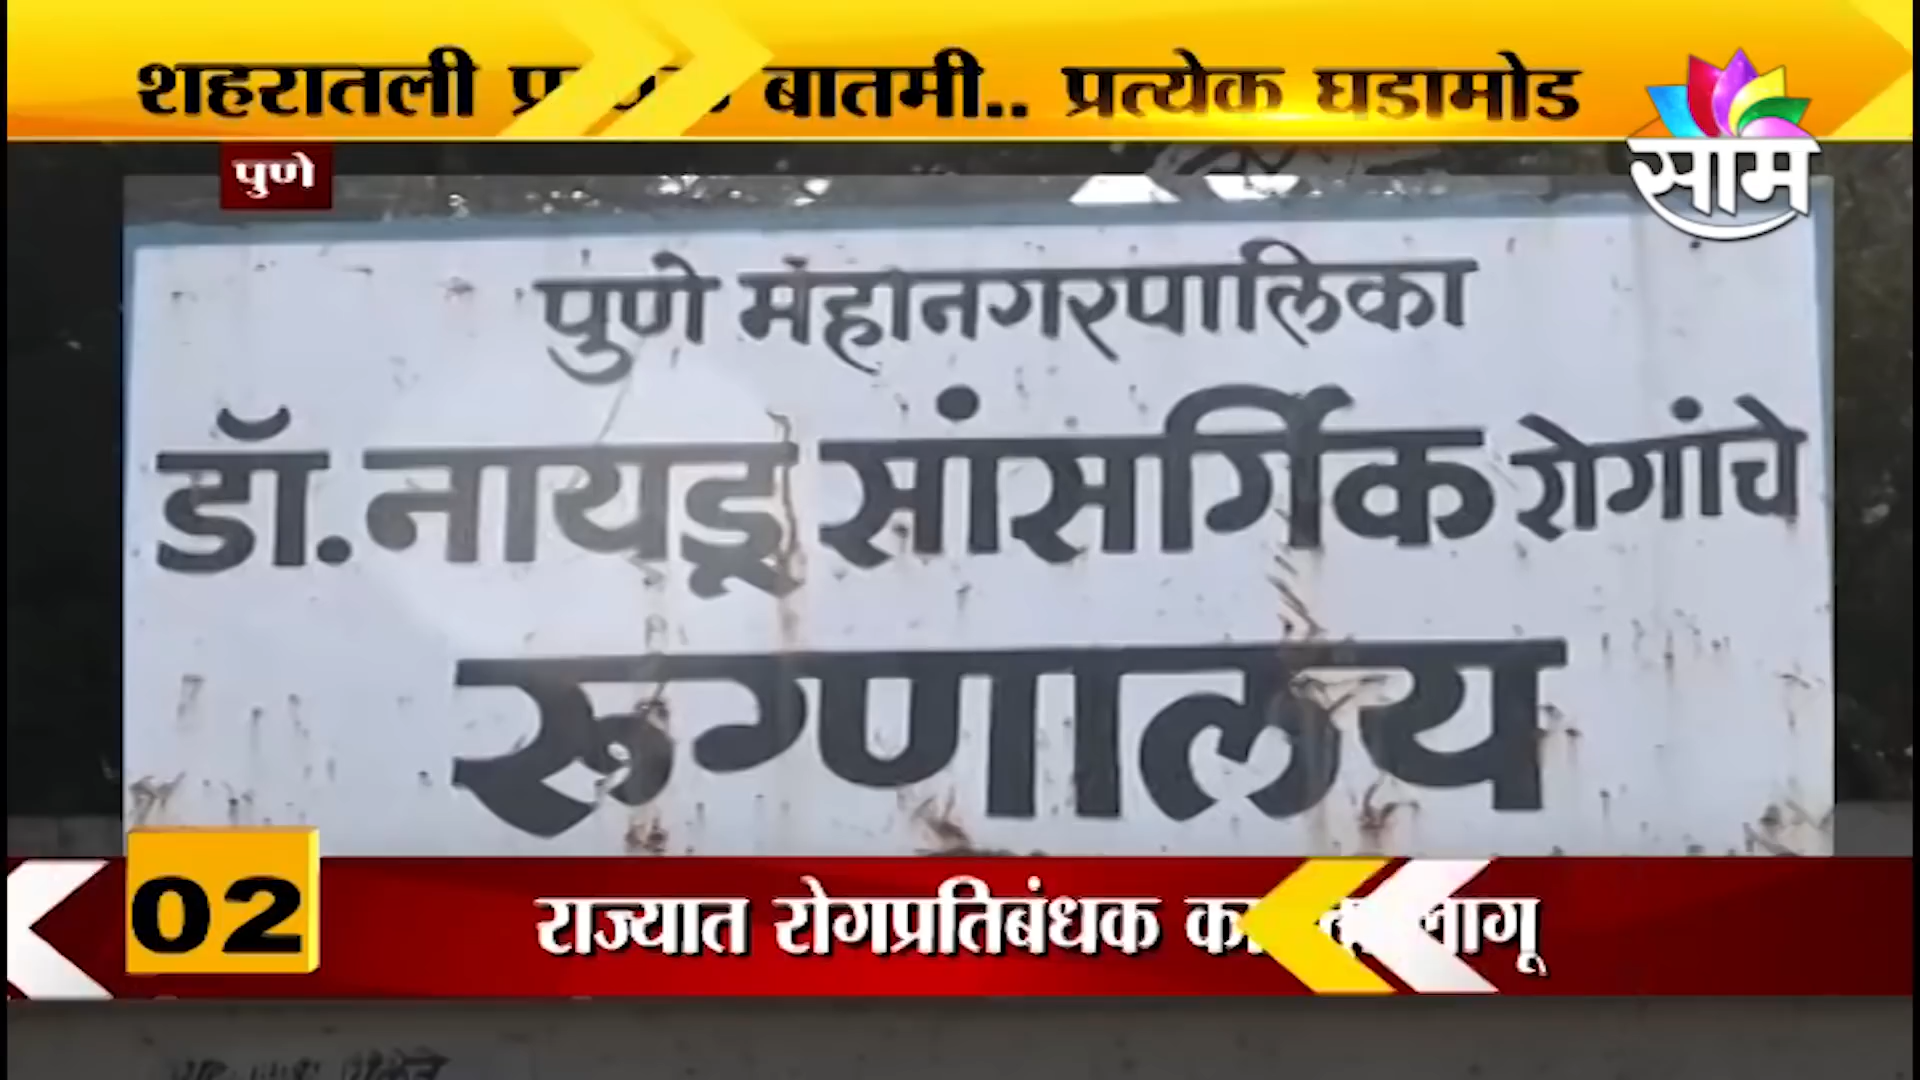 शहरातली बातमी.. प्रत्येक घडामोड
साम
पुणे
पुणे महानगरपालिका
डॉ. नायडू सांसर्गिक रोगांचे
रुग्णालय
02
राज्यात रोगप्रतिबंधक लागू